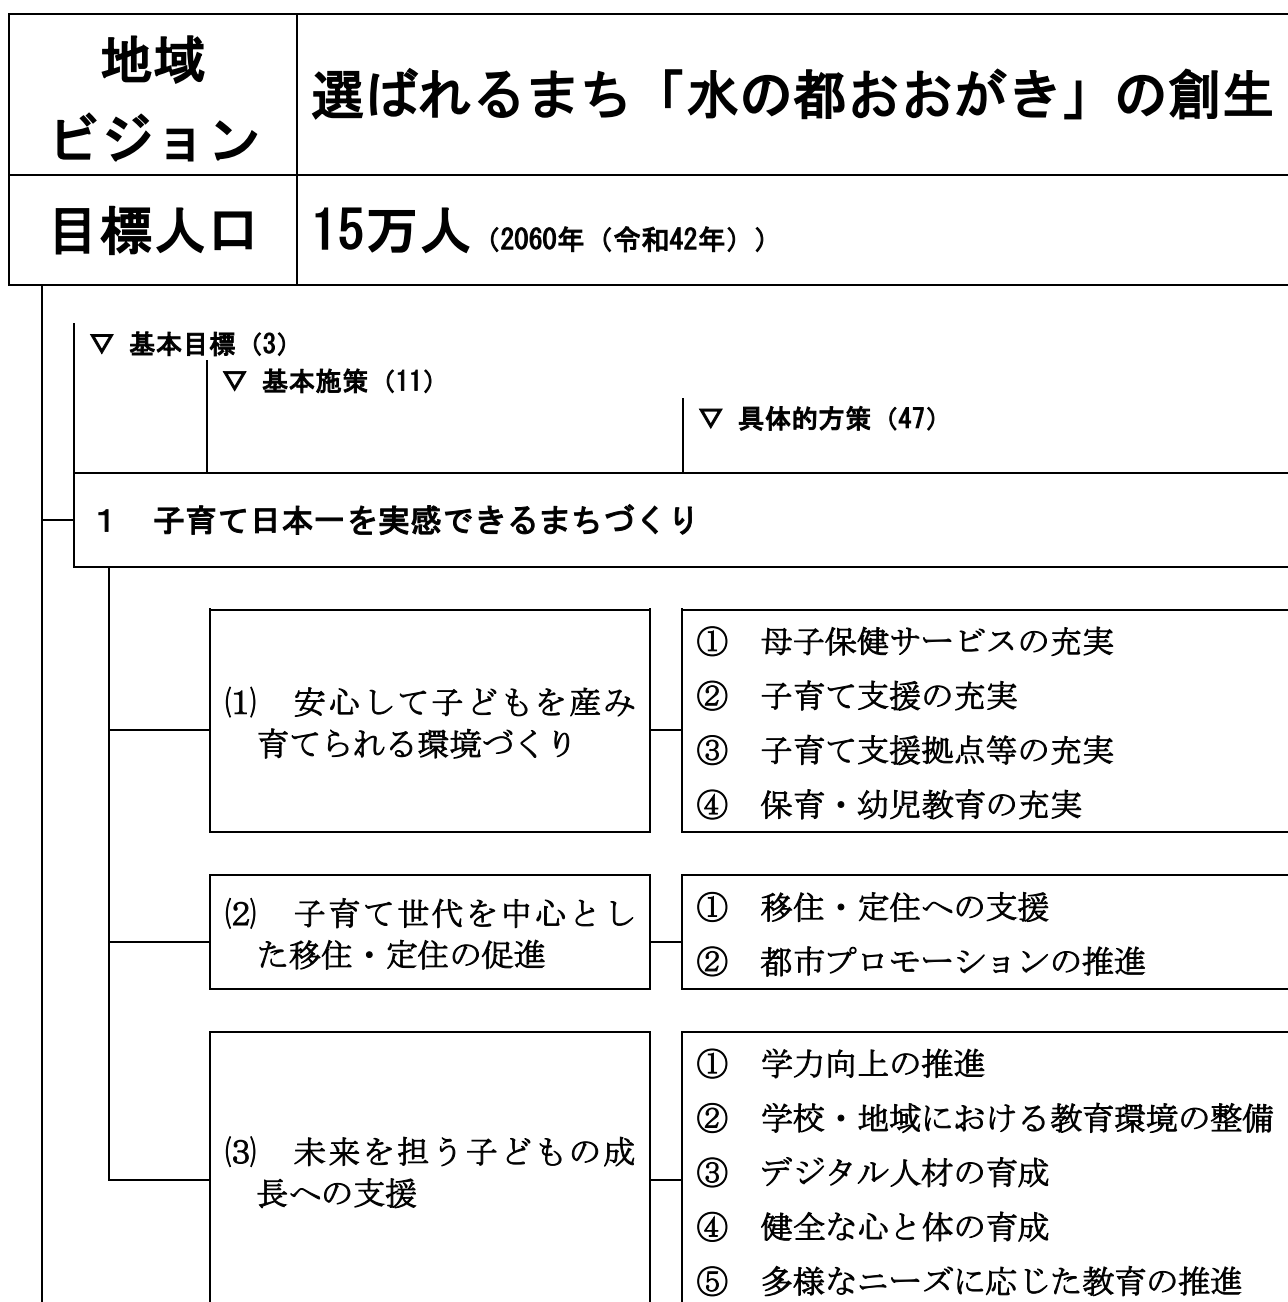 地域
ビジョン
選ばれるまち「水の都おおがき」の創生
目標人口
15万人（2060年（令和42年））
▽ 基本目標（3）
▽ 基本施策（11）
▽ 具体的方策（47）
1 子育て日本一を実感できるまちづくり
⑴ 安心して子どもを産み
育てられる環境づくり
① 母子保健サービスの充実
② 子育て支援の充実
③ 子育て支援拠点等の充実
④ 保育・幼児教育の充実
⑵ 子育て世代を中心とし
た移住・定住の促進
① 移住・定住への支援
② 都市プロモーションの推進
⑶ 未来を担う子どもの成
長への支援
① 学力向上の推進
② 学校・地域における教育環境の整備
③ デジタル人材の育成
④ 健全な心と体の育成
⑤ 多様なニーズに応じた教育の推進